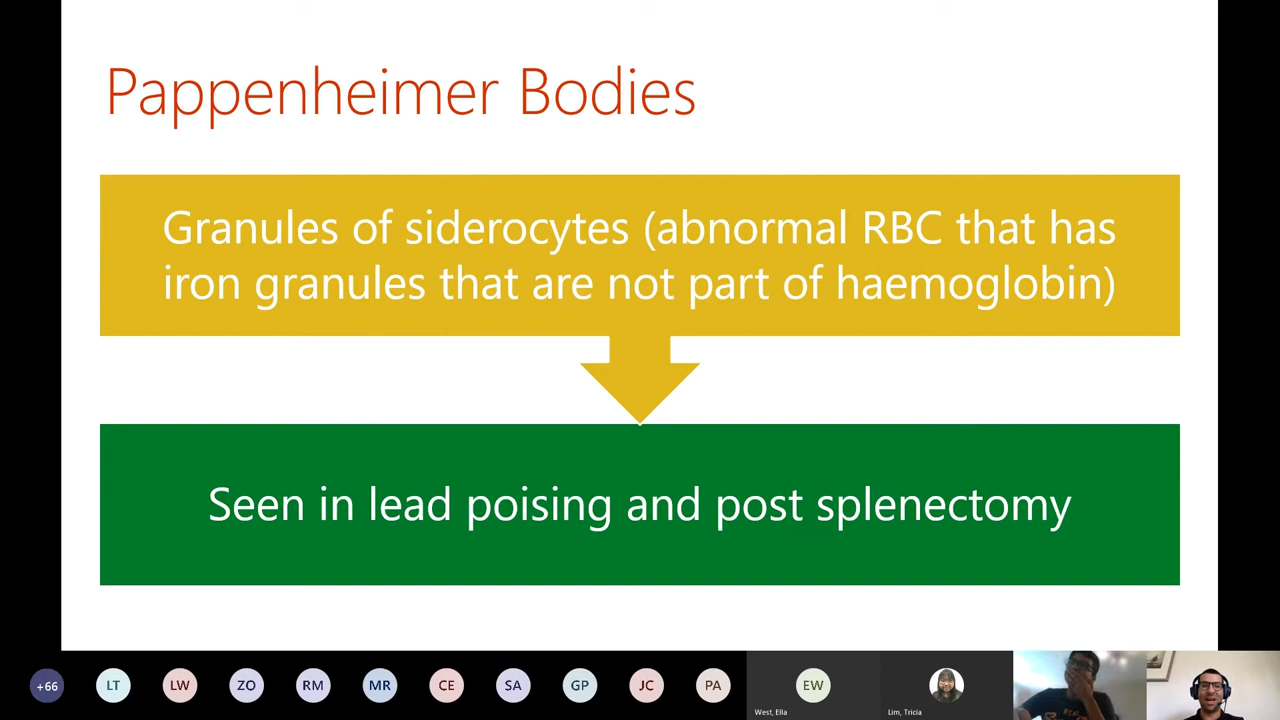 Pappenheimer Bodies
Granules of siderocytes (abnormal RBC that has
iron granules that are not part of haemoglobin)
Seen in lead poising and post splenectomy
+66 LT LW ZO RM MR CE SA GP JC PA EW
West, Ella Lim, Tricia